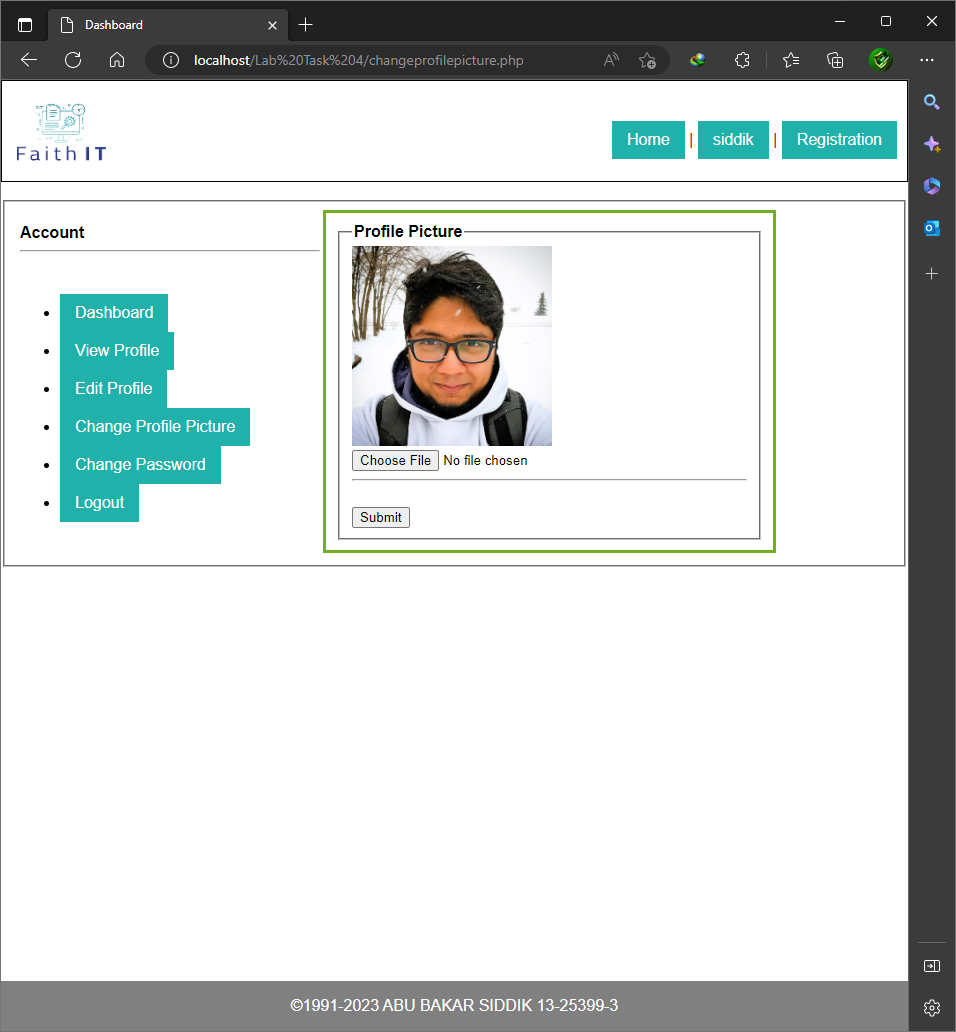 Dashboard
localhost/Lab%20Task%204/changeprofilepicture.php
Faith IT
Home | siddik | Registration
Account
Dashboard
View Profile
Edit Profile
Change Profile Picture
Change Password
Logout
Profile Picture
Choose File No file chosen
Submit
©1991-2023 ABU BAKAR SIDDIK 13-25399-3